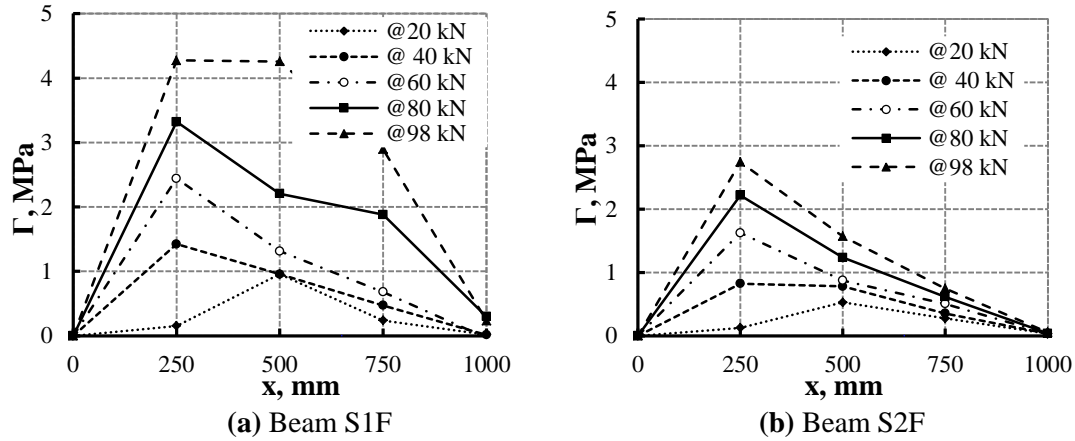 5
4
3
2
1
0
Γ, MPa
@20 kN
@ 40 kN
@60 kN
@80 kN
@98 kN
0 250 500 750 1000
x, mm
(a) Beam S1F
5
4
3
2
1
0
Γ, MPa
@20 kN
@ 40 kN
@60 kN
@80 kN
@98 kN
0 250 500 750 1000
x, mm
(b) Beam S2F